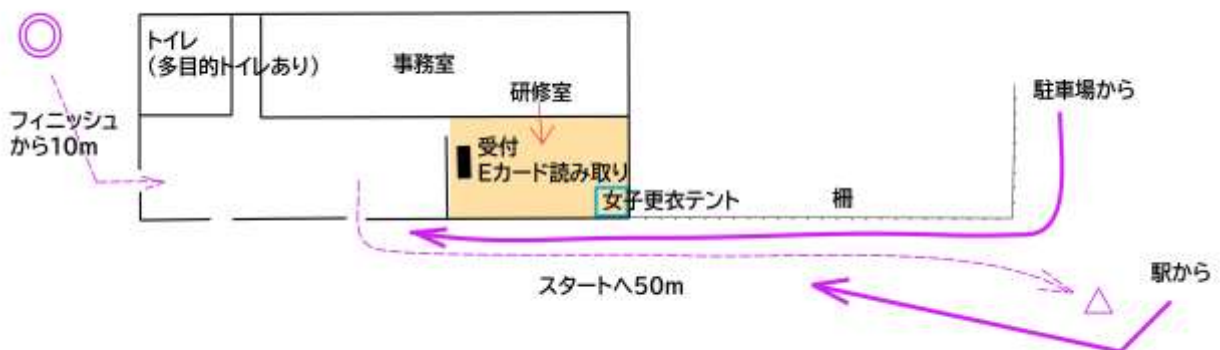 トイレ
(多目的トイレあり)
事務室
研修室
駐車場から
フィニッシュ
から10m
受付
Eカード読み取り
女子更衣テント
柵
スタートへ50m
駅から